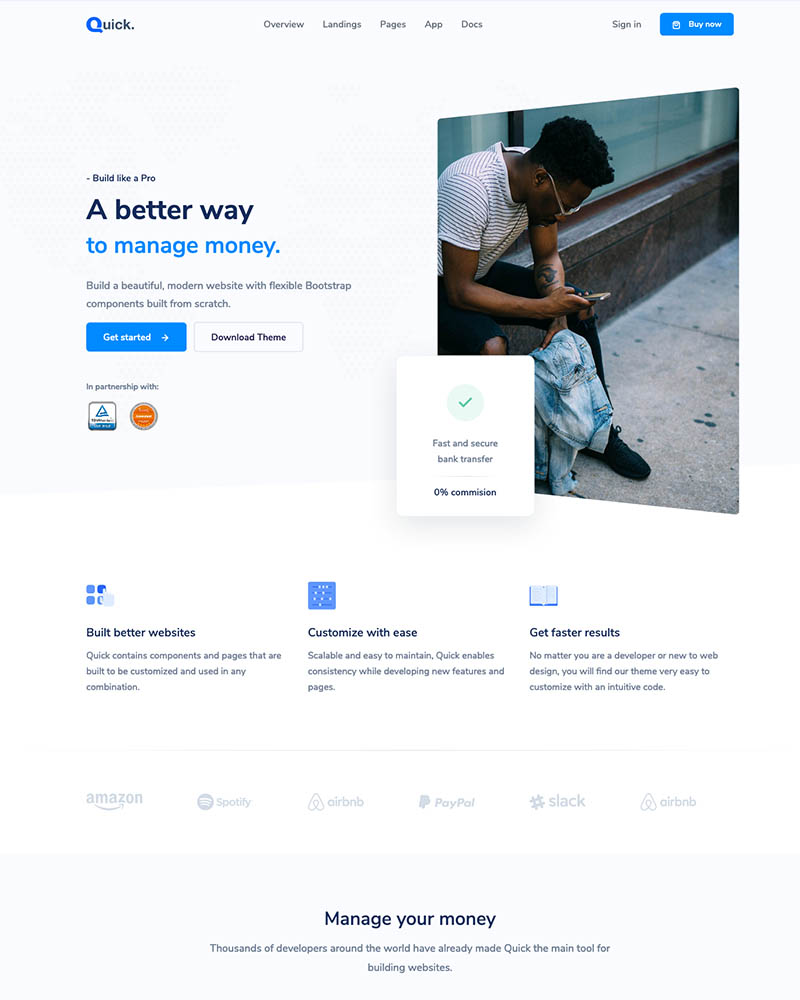 Quick.
Overview Landings Pages App Docs
Sign in Buy now
- Build like a Pro
A better way
to manage money.
Build a beautiful, modern website with flexible Bootstrap
components built from scratch.
Get started Download Theme
In partnership with:
Fast and secure
bank transfer
0% commision
Built better websites
Quick contains components and pages that are
built to be customized and used in any
combination.
Customize with ease
Scalable and easy to maintain, Quick enables
consistency while developing new features and
pages.
Get faster results
No matter you are a developer or new to web
design, you will find our theme very easy to
customize with an intuitive code.
amazon Spotify airbnb PayPal slack airbnb
Manage your money
Thousands of developers around the world have already made Quick the main tool for
building websites.